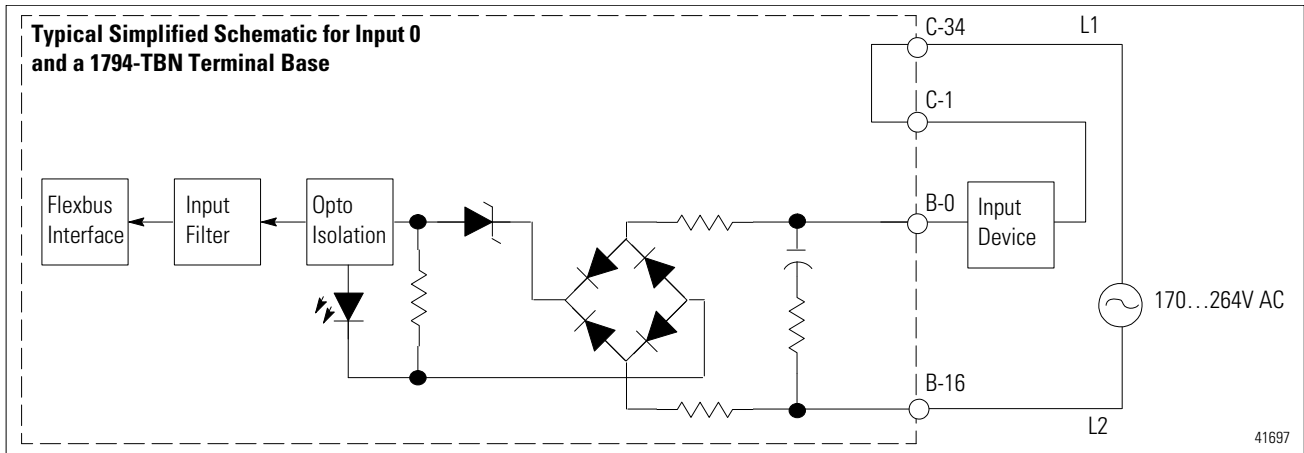 Typical Simplified Schematic for Input 0
and a 1794-TBN Terminal Base
C-34
L1
C-1
Flexbus
Interface
Input
Filter
Opto
Isolation
B-0
Input
Device
170…264V AC
B-16
L2
41697